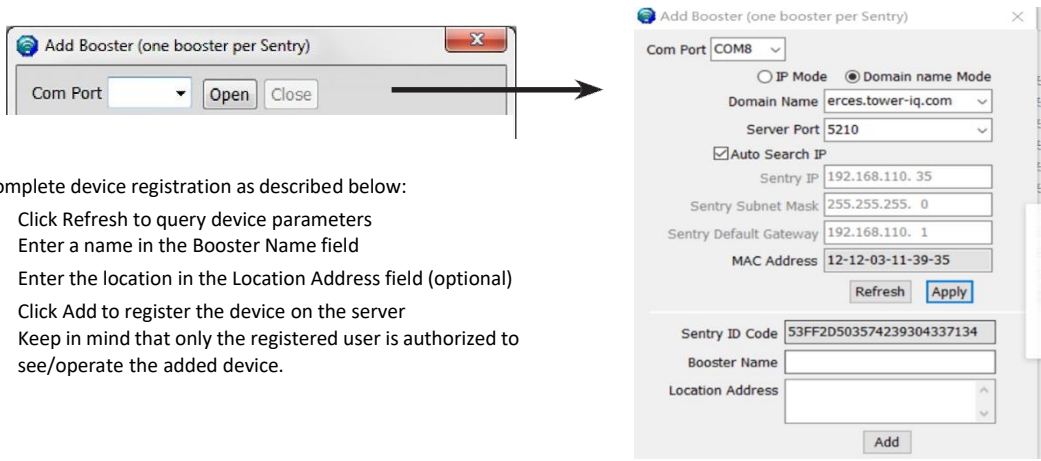 Add Booster (one booster per Sentry)
Com Port
Open Close
omplete device registration as described below:
Click Refresh to query device parameters
Enter a name in the Booster Name field
Enter the location in the Location Address field (optional)
Click Add to register the device on the server
Keep in mind that only the registered user is authorized to
see/operate the added device.
Add Booster (one booster per Sentry)
Com Port COM8
IP Mode Domain name Mode
Domain Name erces.tower-iq.com
Server Port 5210
Auto Search IP
Sentry IP 192.168.110. 35
Sentry Subnet Mask 255.255.255. 0
Sentry Default Gateway 192.168.110. 1
MAC Address 12-12-03-11-39-35
Refresh Apply
Sentry ID Code 53FF2D503574239304337134
Booster Name
Location Address
Add